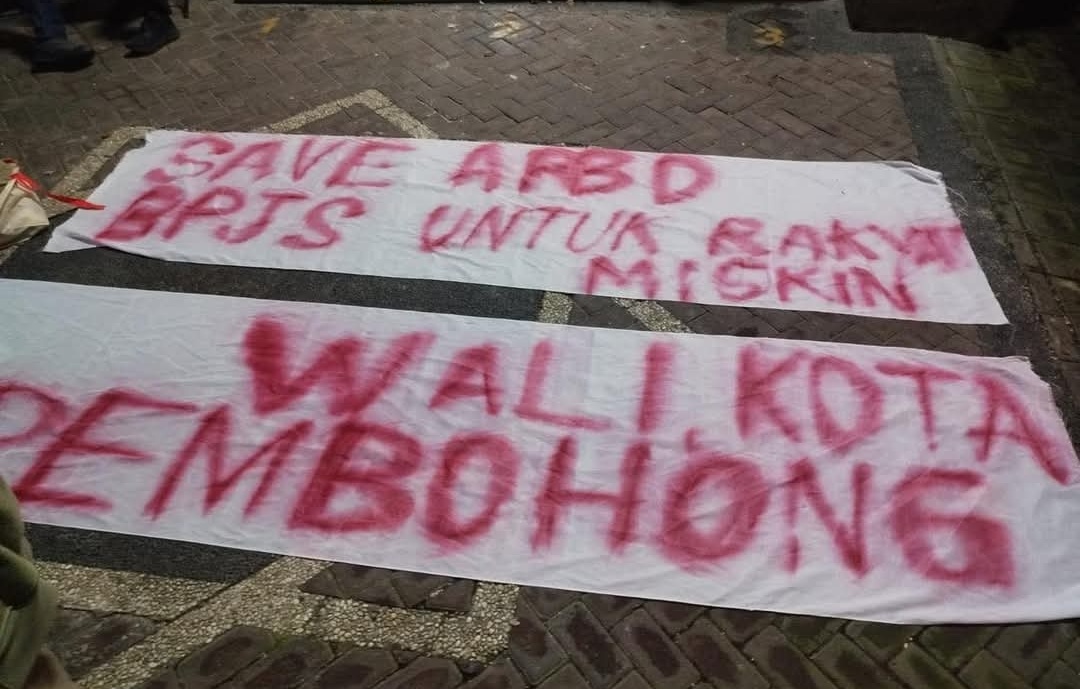 SAVE APBD
BPJS UNTUK RAKYAT
MISKIN
WALI KOTA
PEMBOHONG